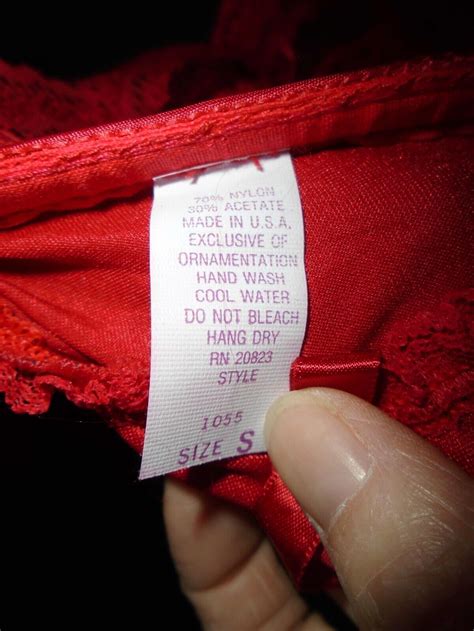 70% NYLON
30% ACETATE
MADE IN U.S.A.
EXCLUSIVE OF
ORNAMENTATION
HAND WASH
COOL WATER
DO NOT BLEACH
HANG DRY
RN 20823
STYLE
1055
SIZE S